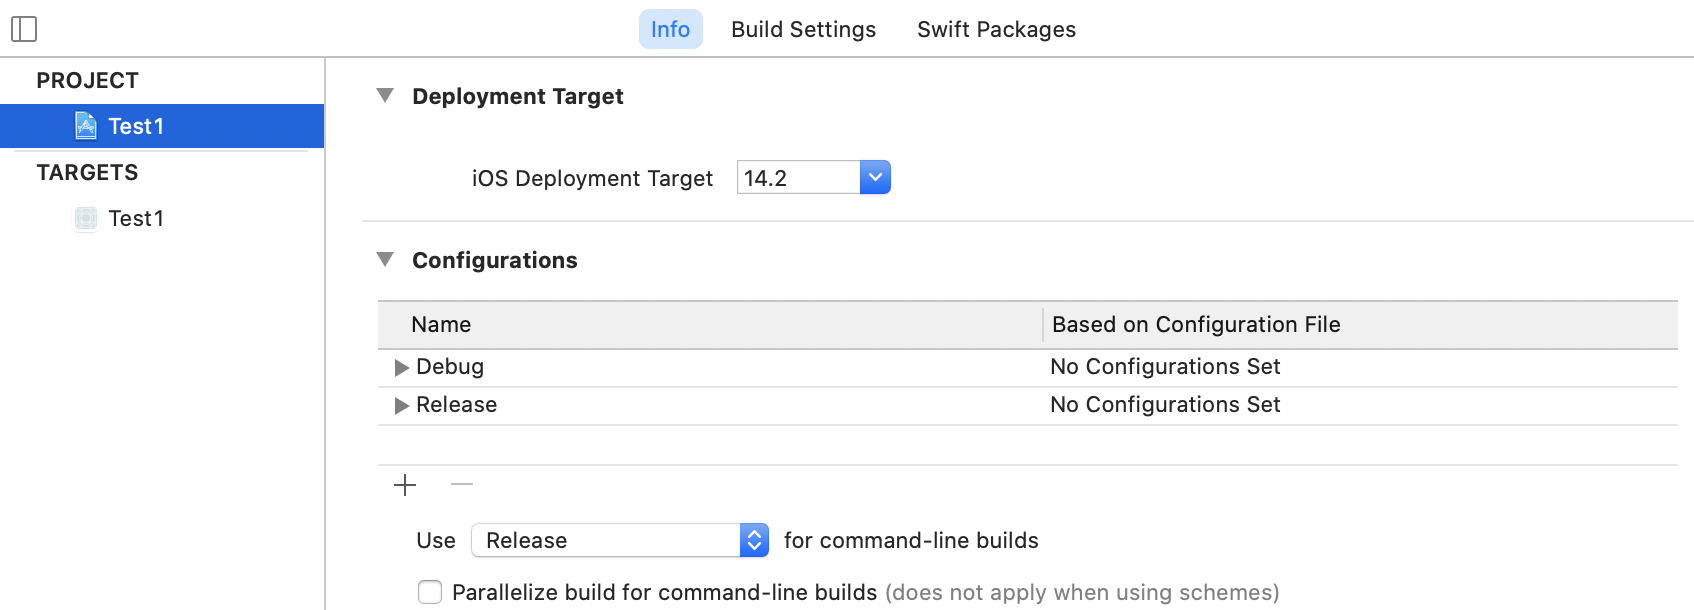 Info Build Settings Swift Packages
PROJECT
Test1
TARGETS
Test1
Deployment Target
iOS Deployment Target 14.2
Configurations
Name Based on Configuration File
Debug No Configurations Set
Release No Configurations Set
Use Release for command-line builds
Parallelize build for command-line builds (does not apply when using schemes)